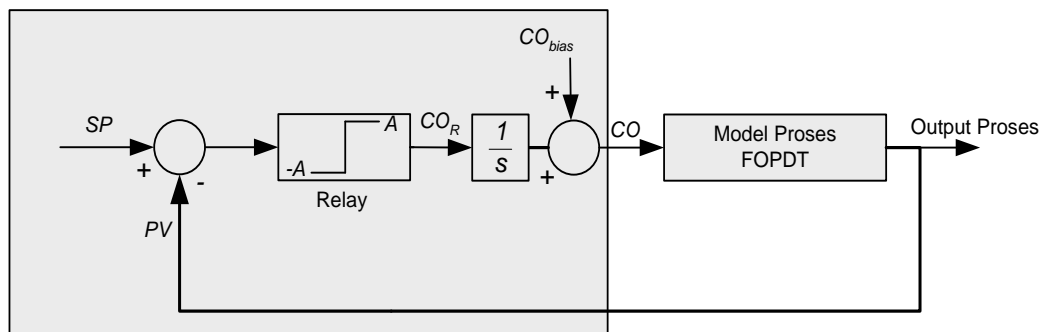 CO_bias
+
SP
+
-
PV
-A
A
Relay
CO_R
1
s
+
CO
Model Proses
FOPDT
Output Proses